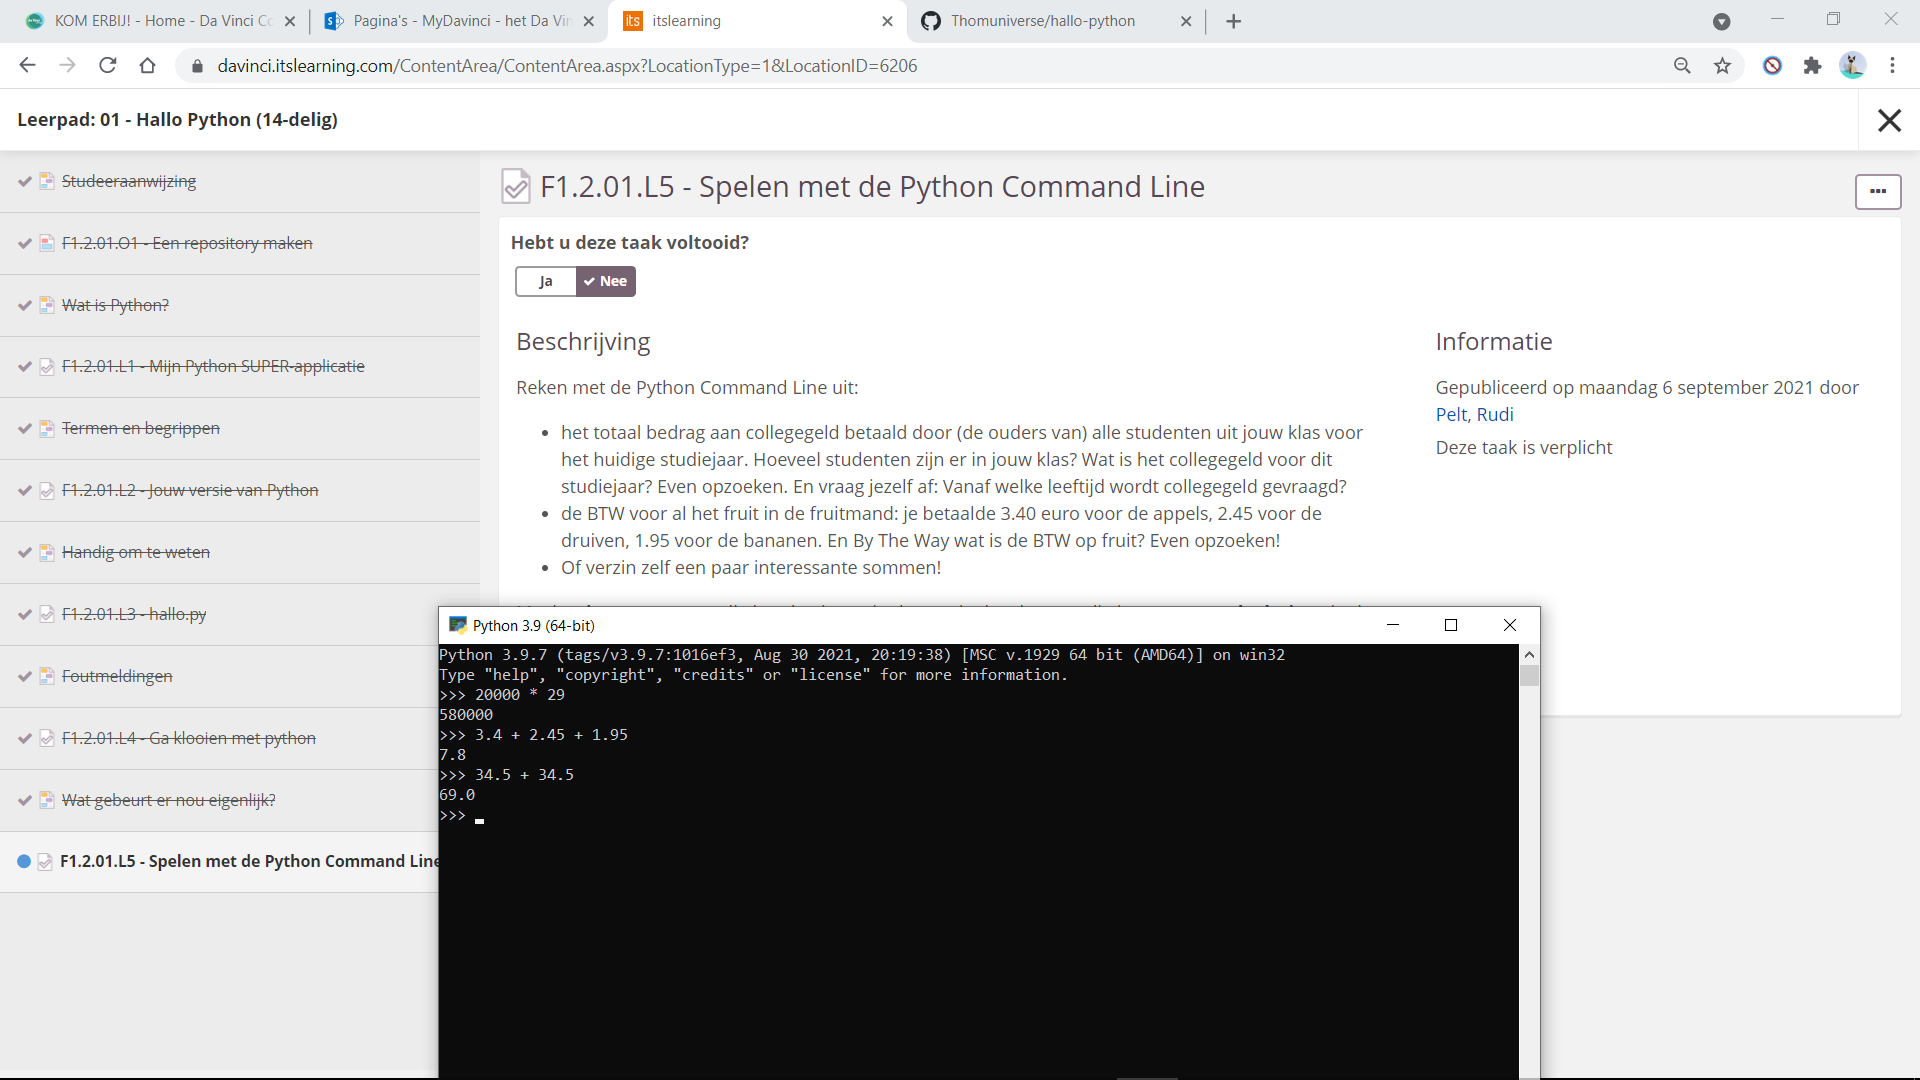 KOM ERBIJ! - Home - Da Vinci Co
Pagina's - MyDavinci - het Da Vin
itslearning
Thomuniverse/hallo-python
davinci.itslearning.com/ContentArea/ContentArea.aspx?LocationType=1&LocationID=6206
Leerpad: 01 - Hallo Python (14-delig)
Studeeraanwijzing
F1.2.01.O1 - Een repository maken
Wat is Python?
F1.2.01.L1 - Mijn Python SUPER-applicatie
Termen en begrippen
F1.2.01.L2 - Jouw versie van Python
Handig om te weten
F1.2.01.L3 - hallo.py
Foutmeldingen
F1.2.01.L4 - Ga klooien met python
Wat gebeurt er nou eigenlijk?
F1.2.01.L5 - Spelen met de Python Command Line
F1.2.01.L5 - Spelen met de Python Command Line
Hebt u deze taak voltooid?
Ja
Nee
Beschrijving
Reken met de Python Command Line uit:
• het totaal bedrag aan collegegeld betaald door (de ouders van) alle studenten uit jouw klas voor
het huidige studiejaar. Hoeveel studenten zijn er in jouw klas? Wat is het collegegeld voor dit
studiejaar? Even opzoeken. En vraag jezelf af: Vanaf welke leeftijd wordt collegegeld gevraagd?
• de BTW voor al het fruit in de fruitmand: je betaalde 3.40 euro voor de appels, 2.45 voor de
druiven, 1.95 voor de bananen. En By The Way wat is de BTW op fruit? Even opzoeken!
• Of verzin zelf een paar interessante sommen!
Informatie
Gepubliceerd op maandag 6 september 2021 door
Pelt, Rudi
Deze taak is verplicht
Python 3.9 (64-bit)
Python 3.9.7 (tags/v3.9.7:1016ef3, Aug 30 2021, 20:19:38) [MSC v.1929 64 bit (AMD64)] on win32
Type "help", "copyright", "credits" or "license" for more information.
>>> 20000 * 29
580000
>>> 3.4 + 2.45 + 1.95
7.8
>>> 34.5 + 34.5
69.0
>>>